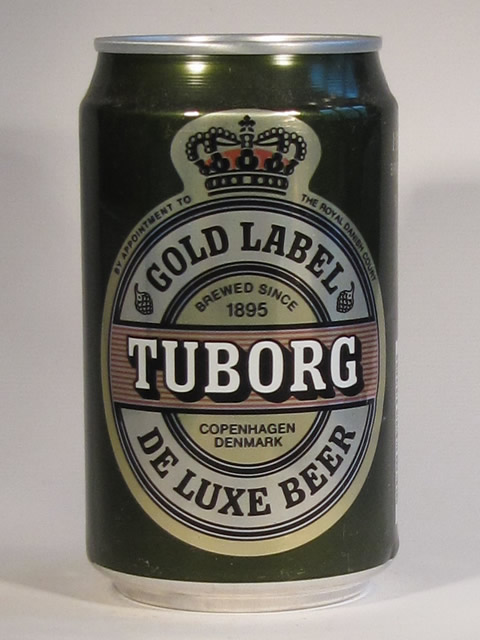 BY APPOINTMENT TO THE ROYAL DANISH COURT
GOLD LABEL
BREWED SINCE
1895
TUBORG
COPENHAGEN
DENMARK
DE LUXE BEER